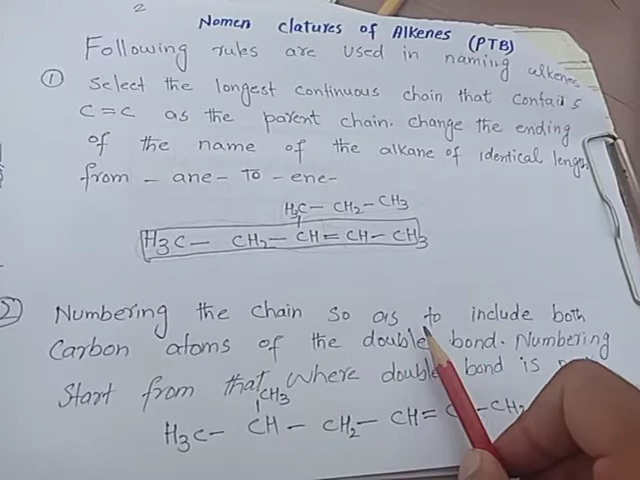 2
Nomen clatures of Alkenes (PTB)
Following rules are used in naming alkenes
① Select the longest continuous chain that contains
C=C as the parent chain. Change the ending
of the name of the alkane of identical length
from - ane - To - ene -
H3C- CH2-CH3
H3C- CH2- CH=CH- CH3
② Numbering the chain so as to include both
Carbon atoms of the double bond. Numbering
Start from that where double bond is
CH3
H3C- CH - CH2- CH= -CH3